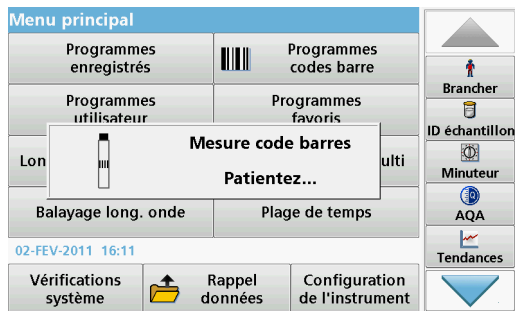 Menu principal
Programmes
enregistrés
Programmes
codes barre
Programmes
utilisateur
Programmes
favoris
Mesure code barres
Patientez...
Balayage long. onde
Plage de temps
02-FEV-2011 16:11
Vérifications
système
Rappel
données
Configuration
de l'instrument
Brancher
ID échantillon
Minuteur
AQA
Tendances